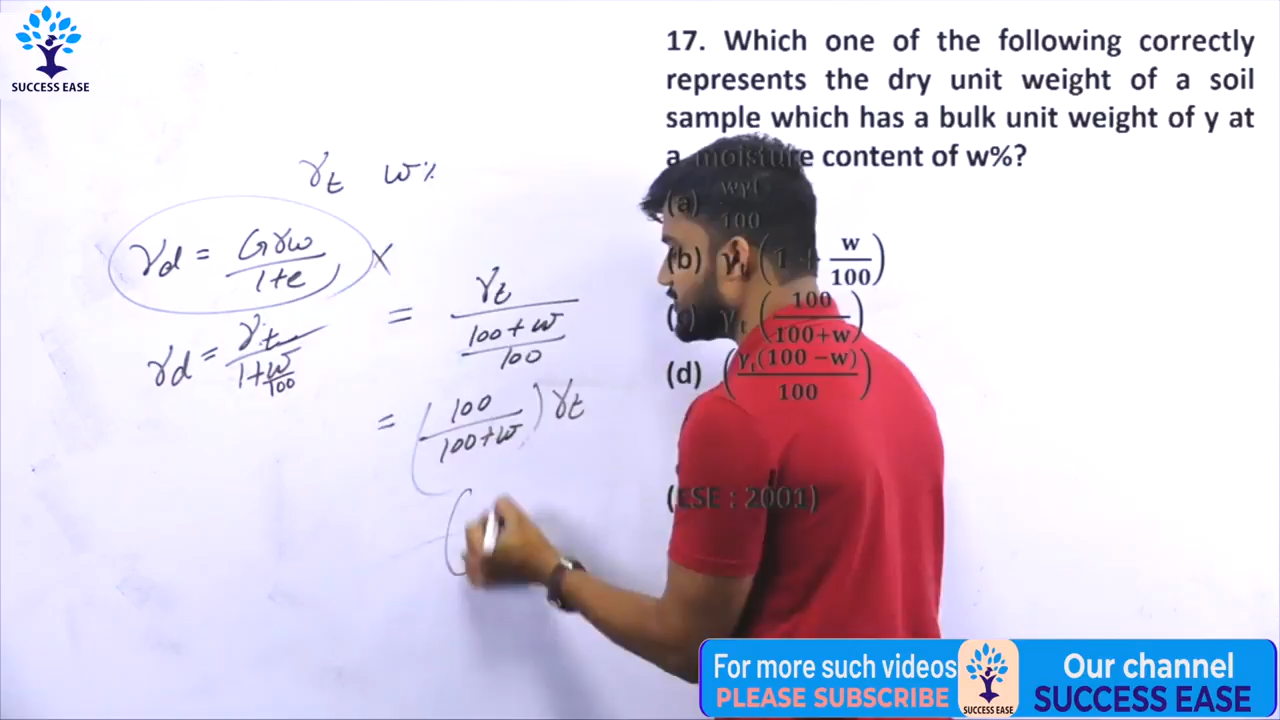 SUCCESS EASE
17. Which one of the following correctly
represents the dry unit weight of a soil
sample which has a bulk unit weight of y at
a moisture content of w%?
(a) wγt
100
(b) γt (1 + w/100)
(c) γt (100/100+w)
(d) (γt(100 −w)/100)
(ESE : 2001)
γt w%
γd = Gγw/1+e
γd = γt/1+w/100
= γt/100+w/100
= (100/100+w) γt
(
For more such videos
PLEASE SUBSCRIBE
SUCCESS EASE
Our channel
SUCCESS EASE